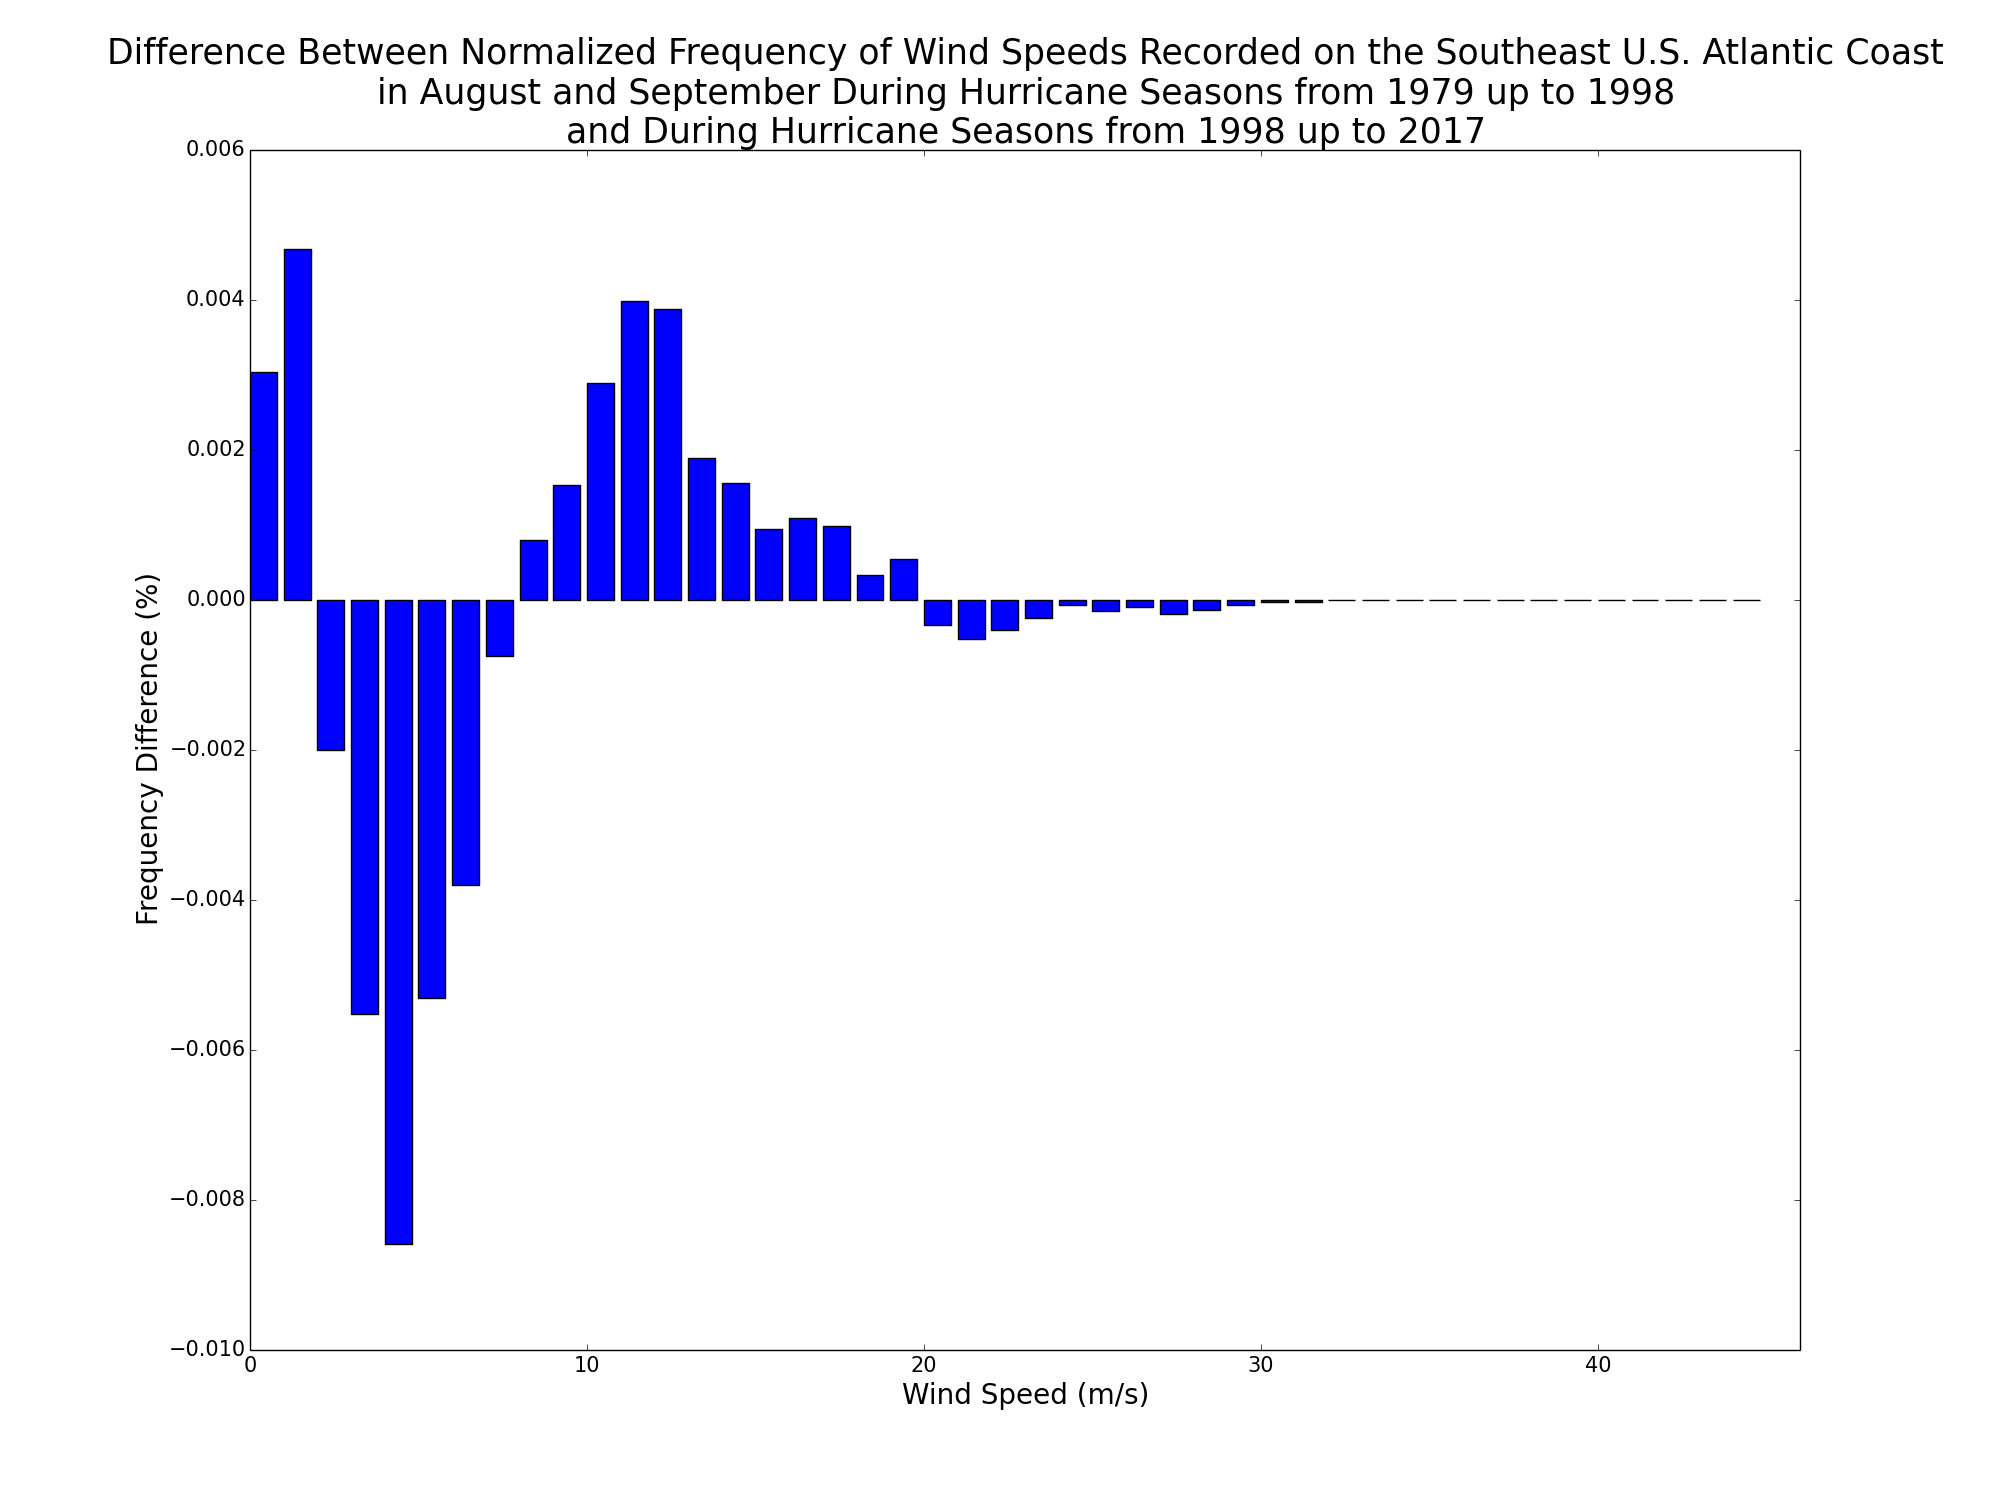 Difference Between Normalized Frequency of Wind Speeds Recorded on the Southeast U.S. Atlantic Coast
in August and September During Hurricane Seasons from 1979 up to 1998
and During Hurricane Seasons from 1998 up to 2017
0.006
0.004
0.002
0.000
−0.002
−0.004
−0.006
−0.008
−0.010
Frequency Difference (%)
0 10 20 30 40
Wind Speed (m/s)